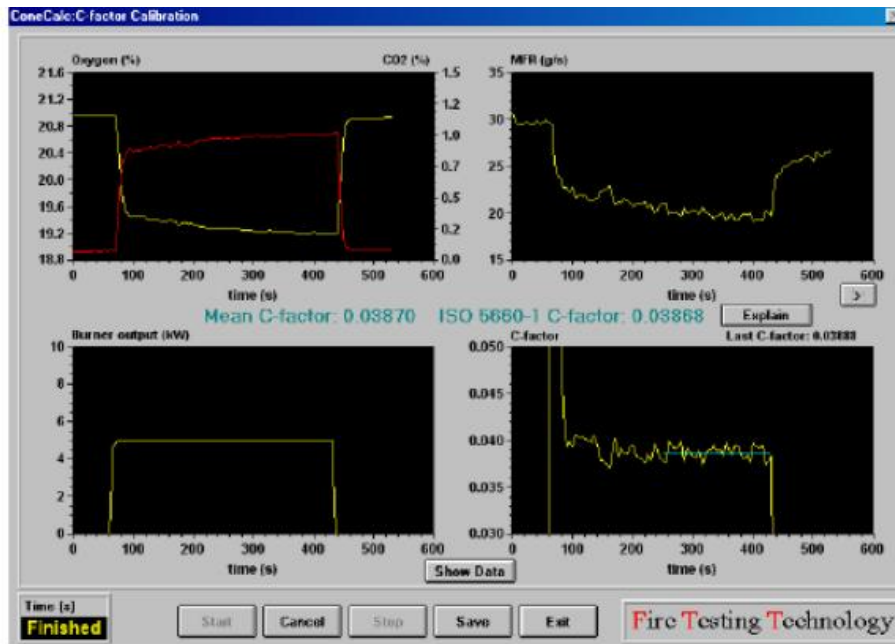 ConeCalc:C-factor Calibration
Oxygen (%) CO2 (%) MFR (g/s)
21.6 1.5 35
21.2 1.2 30
20.8 1.0
20.4 0.7 25
20.0 0.5 20
19.6 0.2
19.2 0.0 15
18.8
0 100 200 300 400 500 600 0 100 200 300 400 500 600
time (s) time (s) >
Mean C-factor: 0.03870 ISO 5660-1 C-factor: 0.03868 Explain
Burner output (kW) C-factor Last C-factor: 0.03888
10 0.050
8 0.045
6 0.040
4
2 0.035
0 0.030
0 100 200 300 400 500 600 0 100 200 300 400 500 600
time (s) Show Data time (s)
Time (s)
Finished Start Cancel Stop Save Exit Fire Testing Technology